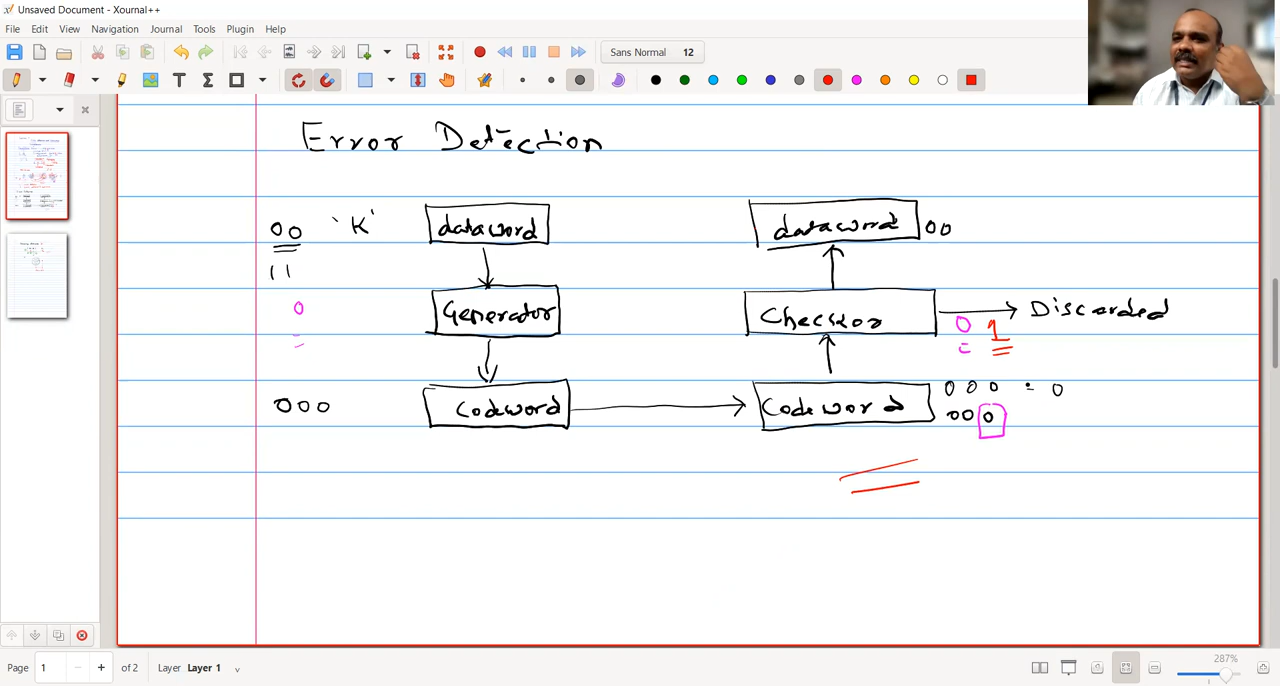 Unsaved Document - Xournal++
File Edit View Navigation Journal Tools Plugin Help
Sans Normal 12
Error Detection
00 'K' dataword dataword 00
11
0 Generator Checker Discarded
0 1
000 Codeword Codeword 000 = 0
000
Page 1 of 2 Layer Layer 1 287%